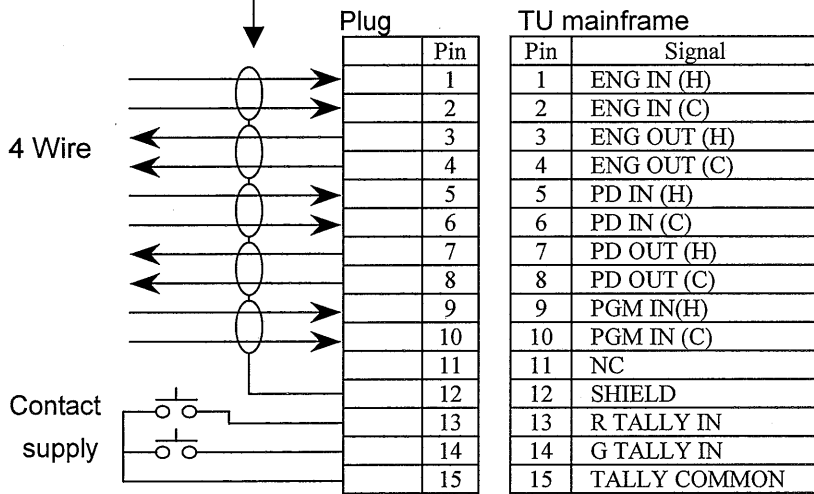 Plug TU mainframe
Pin Pin Signal
1 1 ENG IN (H)
2 2 ENG IN (C)
3 3 ENG OUT (H)
4 Wire 4 4 ENG OUT (C)
5 5 PD IN (H)
6 6 PD IN (C)
7 7 PD OUT (H)
8 8 PD OUT (C)
9 9 PGM IN(H)
10 10 PGM IN (C)
11 11 NC
12 12 SHIELD
Contact 13 13 R TALLY IN
supply 14 14 G TALLY IN
15 15 TALLY COMMON